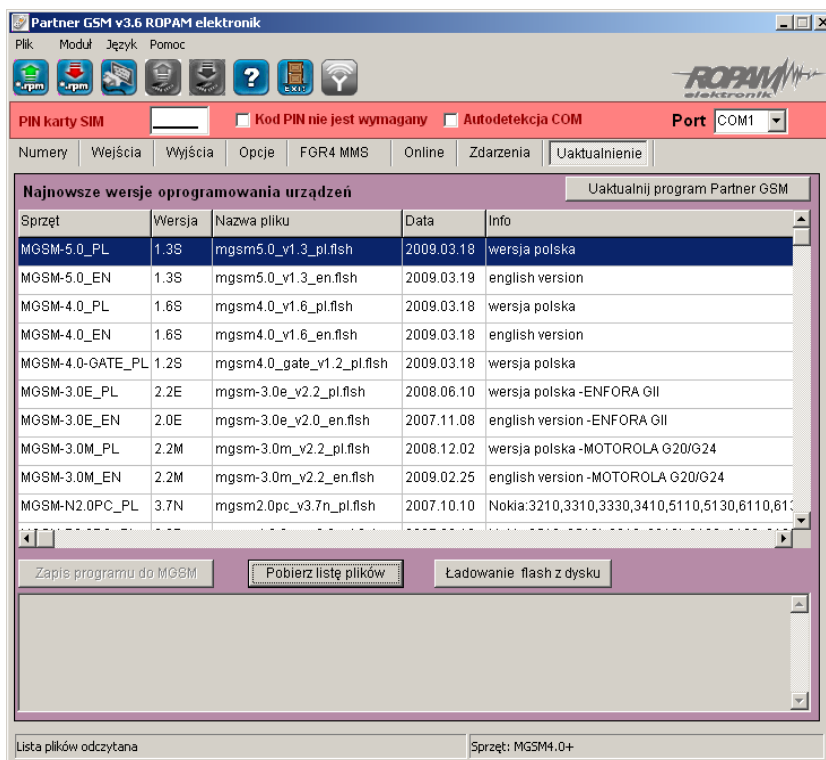 Partner GSM v3.6 ROPAM elektronik
Plik Moduł Język Pomoc
.rpm .rpm ? EXIT ROPAM elektronik
PIN karty SIM Kod PIN nie jest wymagany Autodetekcja COM Port COM1
Numery Wejścia Wyjścia Opcje FGR4 MMS Online Zdarzenia Uaktualnienie
Najnowsze wersje oprogramowania urządzeń Uaktualnij program Partner GSM
Sprzęt Wersja Nazwa pliku Data Info
MGSM-5.0_PL 1.3S mgsm5.0_v1.3_pl.flsh 2009.03.18 wersja polska
MGSM-5.0_EN 1.3S mgsm5.0_v1.3_en.flsh 2009.03.19 english version
MGSM-4.0_PL 1.6S mgsm4.0_v1.6_pl.flsh 2009.03.18 wersja polska
MGSM-4.0_EN 1.6S mgsm4.0_v1.6_en.flsh 2009.03.18 english version
MGSM-4.0-GATE_PL 1.2S mgsm4.0_gate_v1.2_pl.flsh 2009.03.18 wersja polska
MGSM-3.0E_PL 2.2E mgsm-3.0e_v2.2_pl.flsh 2008.06.10 wersja polska -ENFORA GII
MGSM-3.0E_EN 2.0E mgsm-3.0e_v2.0_en.flsh 2007.11.08 english version -ENFORA GII
MGSM-3.0M_PL 2.2M mgsm-3.0m_v2.2_pl.flsh 2008.12.02 wersja polska -MOTOROLA G20/G24
MGSM-3.0M_EN 2.2M mgsm-3.0m_v2.2_en.flsh 2009.02.25 english version -MOTOROLA G20/G24
MGSM-N2.0PC_PL 3.7N mgsm2.0pc_v3.7n_pl.flsh 2007.10.10 Nokia:3210,3310,3330,3410,5110,5130,6110,61
Zapis programu do MGSM Pobierz listę plików Ładowanie flash z dysku
Lista plików odczytana Sprzęt: MGSM4.0+